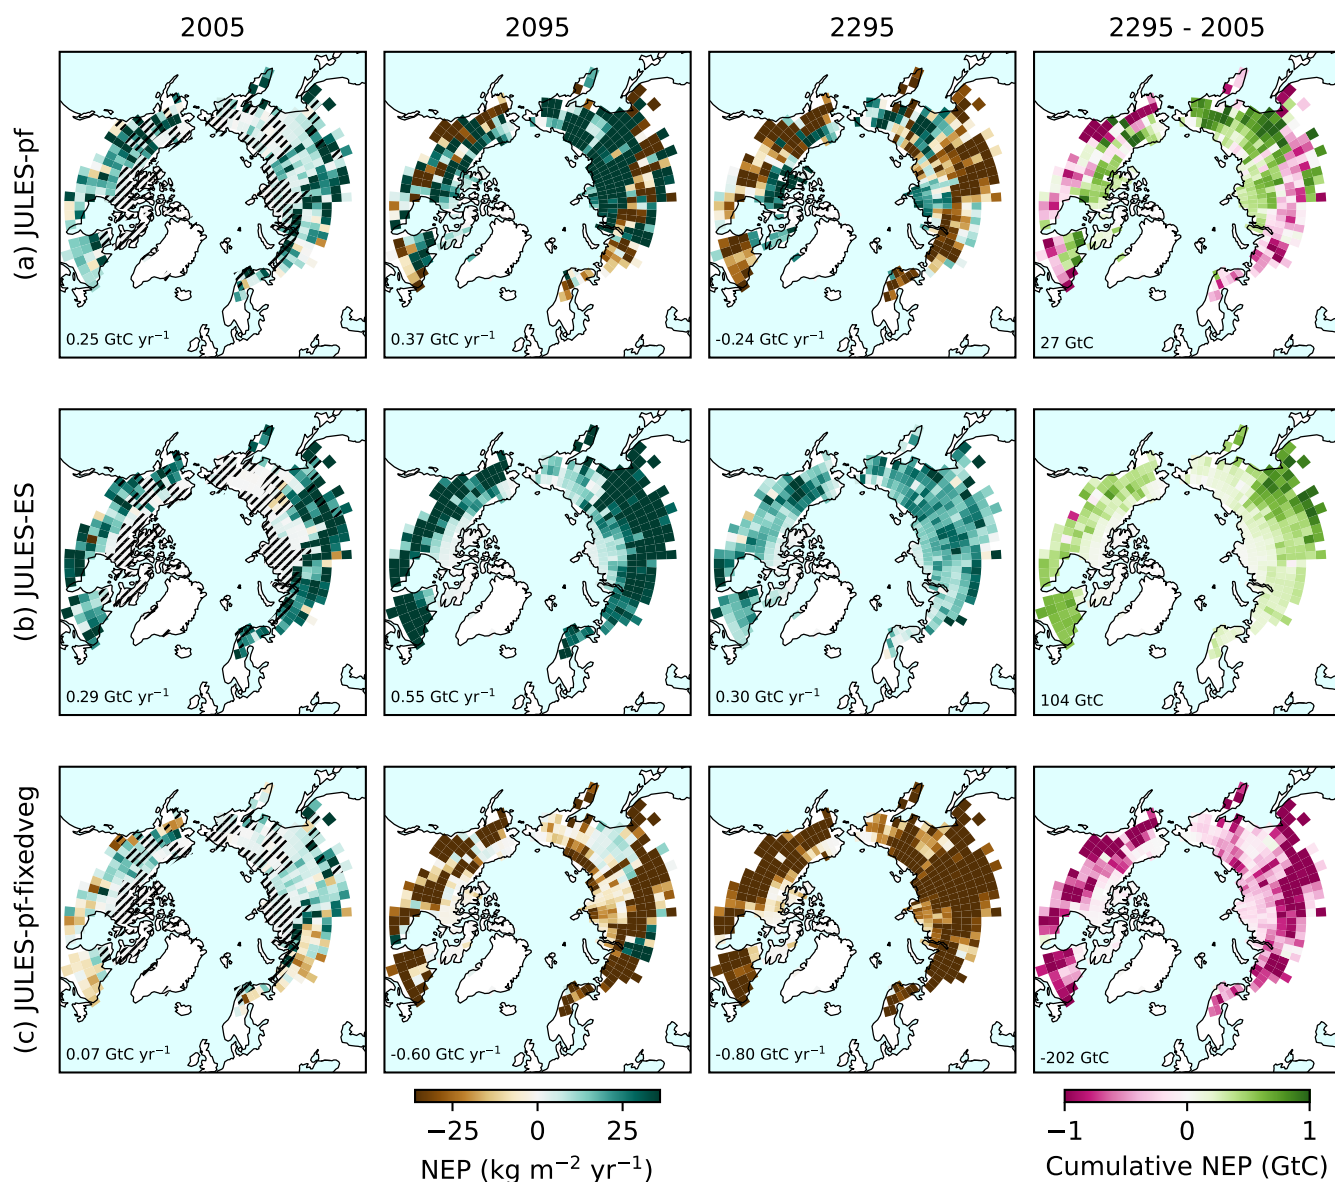 2005 2095 2295 2295 - 2005
(a) JULES-pf
0.25 GtC yr⁻¹ 0.37 GtC yr⁻¹ -0.24 GtC yr⁻¹ 27 GtC
(b) JULES-ES
0.29 GtC yr⁻¹ 0.55 GtC yr⁻¹ 0.30 GtC yr⁻¹ 104 GtC
(c) JULES-pf-fixedveg
0.07 GtC yr⁻¹ -0.60 GtC yr⁻¹ -0.80 GtC yr⁻¹ -202 GtC
−25 0 25 −1 0 1
NEP (kg m⁻² yr⁻¹) Cumulative NEP (GtC)